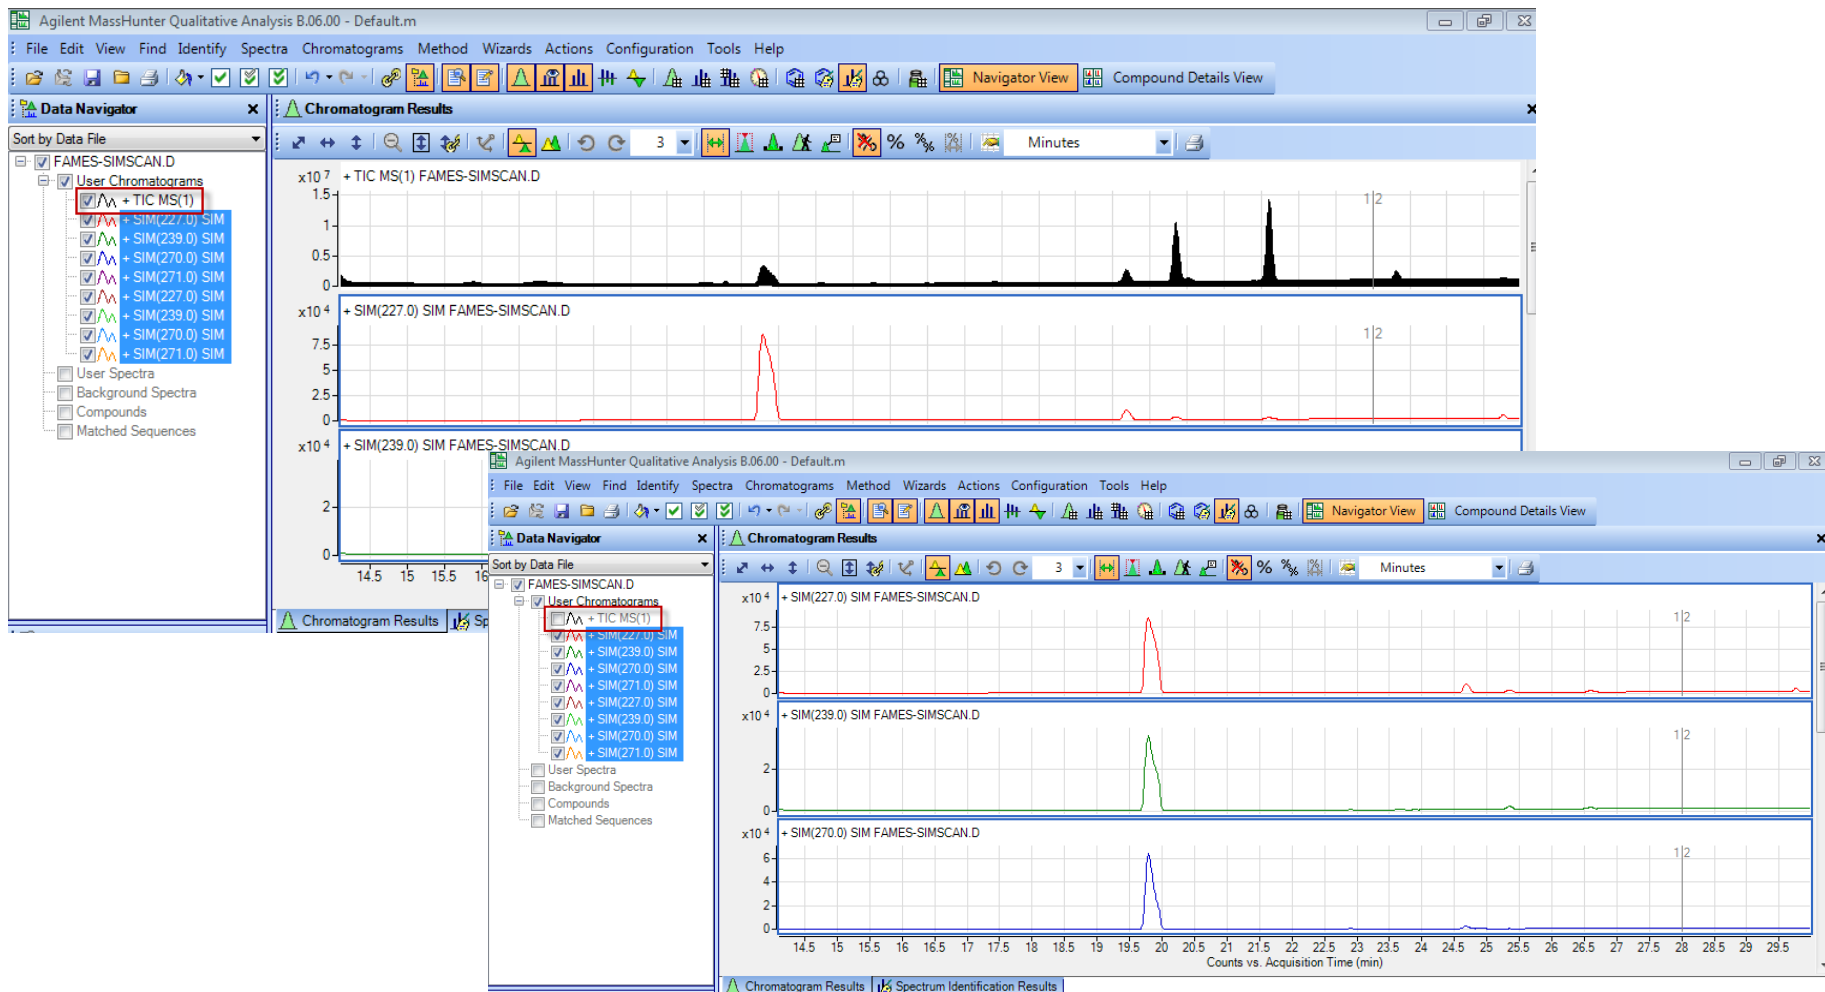 Agilent MassHunter Qualitative Analysis B.06.00 - Default.m
File Edit View Find Identify Spectra Chromatograms Method Wizards Actions Configuration Tools Help
Navigator View Compound Details View
Data Navigator
Chromatogram Results
Sort by Data File
3 Minutes
FAMES-SIMSCAN.D
User Chromatograms
+ TIC MS(1)
+ SIM(227.0) SIM
+ SIM(239.0) SIM
+ SIM(270.0) SIM
+ SIM(271.0) SIM
+ SIM(227.0) SIM
+ SIM(239.0) SIM
+ SIM(270.0) SIM
+ SIM(271.0) SIM
User Spectra
Background Spectra
Compounds
Matched Sequences
x10 7 + TIC MS(1) FAMES-SIMSCAN.D
1.5
1
0.5
0
1 2
x10 4 + SIM(227.0) SIM FAMES-SIMSCAN.D
7.5
5
2.5
0
1 2
x10 4 + SIM(239.0) SIM FAMES-SIMSCAN.D
2
0
14.5 15 15.5 16
Chromatogram Results Sp
Agilent MassHunter Qualitative Analysis B.06.00 - Default.m
File Edit View Find Identify Spectra Chromatograms Method Wizards Actions Configuration Tools Help
Navigator View Compound Details View
Data Navigator
Chromatogram Results
Sort by Data File
3 Minutes
FAMES-SIMSCAN.D
User Chromatograms
+ TIC MS(1)
+ SIM(227.0) SIM
+ SIM(239.0) SIM
+ SIM(270.0) SIM
+ SIM(271.0) SIM
+ SIM(227.0) SIM
+ SIM(239.0) SIM
+ SIM(270.0) SIM
+ SIM(271.0) SIM
User Spectra
Background Spectra
Compounds
Matched Sequences
x10 4 + SIM(227.0) SIM FAMES-SIMSCAN.D
7.5
5
2.5
0
1 2
x10 4 + SIM(239.0) SIM FAMES-SIMSCAN.D
2
0
1 2
x10 4 + SIM(270.0) SIM FAMES-SIMSCAN.D
6
4
2
0
1 2
14.5 15 15.5 16 16.5 17 17.5 18 18.5 19 19.5 20 20.5 21 21.5 22 22.5 23 23.5 24 24.5 25 25.5 26 26.5 27 27.5 28 28.5 29 29.5
Counts vs. Acquisition Time (min)
Chromatogram Results Spectrum Identification Results